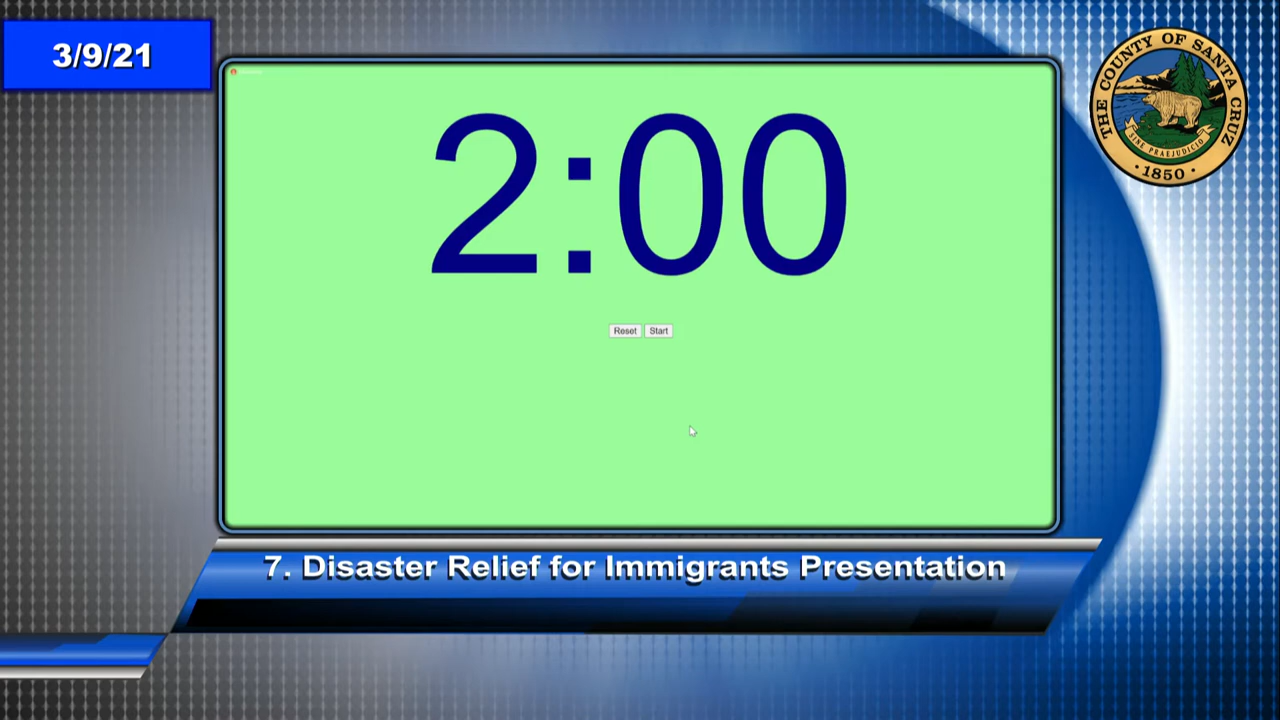 3/9/21
THE COUNTY OF SANTA CRUZ
SINE PRAEJUDICIO
• 1850 •
2:00
Reset Start
7. Disaster Relief for Immigrants Presentation